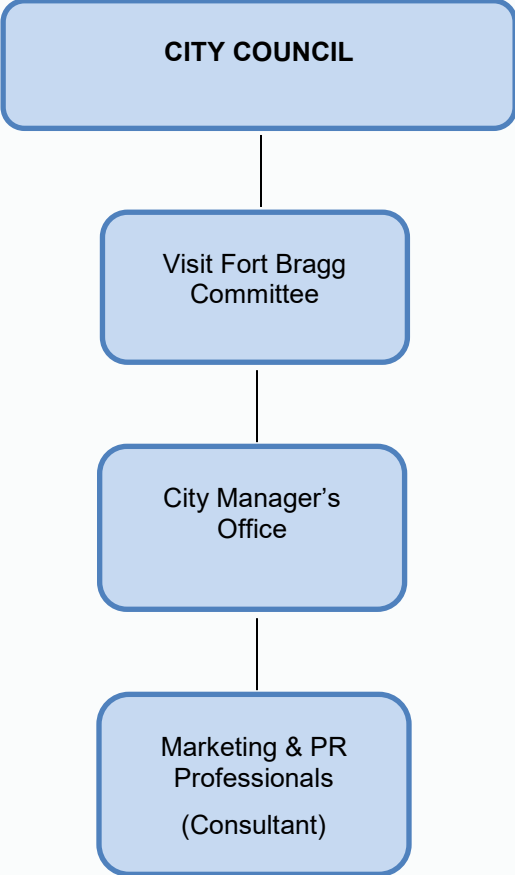 CITY COUNCIL
Visit Fort Bragg
Committee
City Manager’s
Office
Marketing & PR
Professionals
(Consultant)